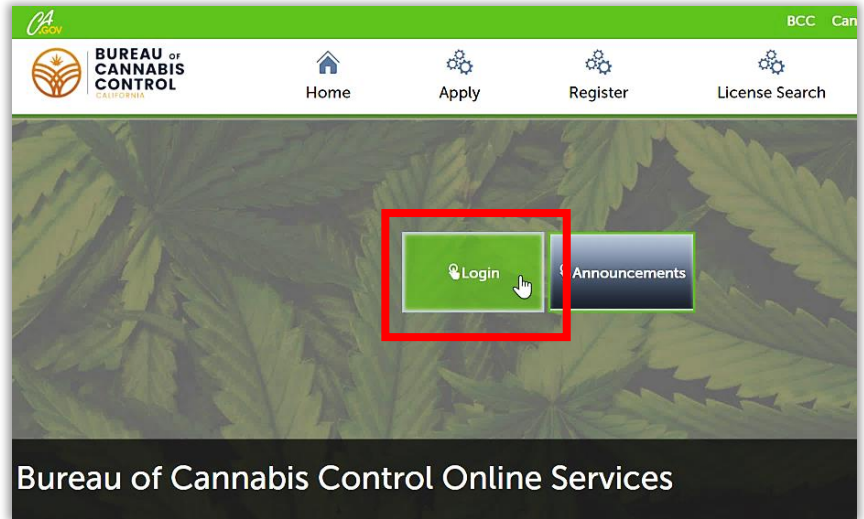 CA.GOV
BCC Can
BUREAU OF
CANNABIS
CONTROL
CALIFORNIA
Home Apply Register License Search
Login Announcements
Bureau of Cannabis Control Online Services